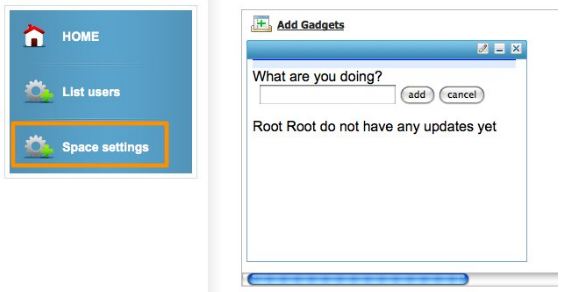 HOME
List users
Space settings
Add Gadgets
What are you doing?
add cancel
Root Root do not have any updates yet